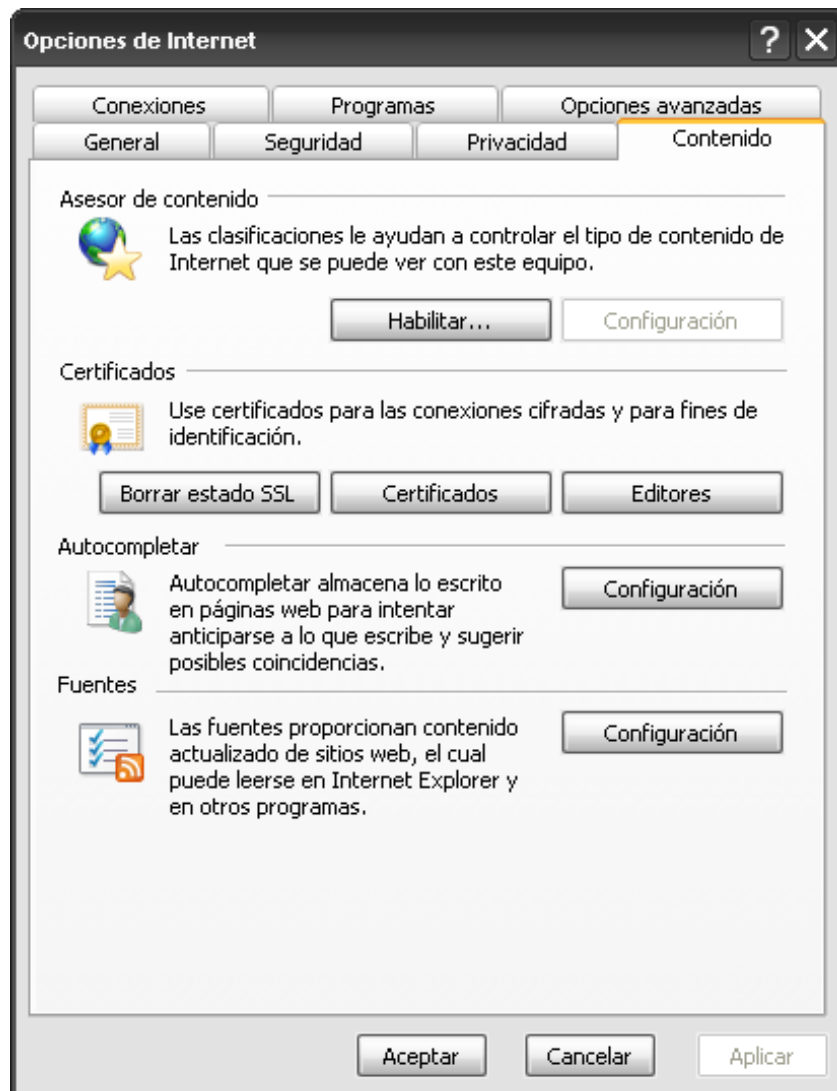 Opciones de Internet
Conexiones Programas Opciones avanzadas
General Seguridad Privacidad Contenido
Asesor de contenido
Las clasificaciones le ayudan a controlar el tipo de contenido de
Internet que se puede ver con este equipo.
Habilitar... Configuración
Certificados
Use certificados para las conexiones cifradas y para fines de
identificación.
Borrar estado SSL Certificados Editores
Autocompletar
Autocompletar almacena lo escrito
en páginas web para intentar
anticiparse a lo que escribe y sugerir
posibles coincidencias.
Configuración
Fuentes
Las fuentes proporcionan contenido
actualizado de sitios web, el cual
puede leerse en Internet Explorer y
en otros programas.
Configuración
Aceptar Cancelar Aplicar